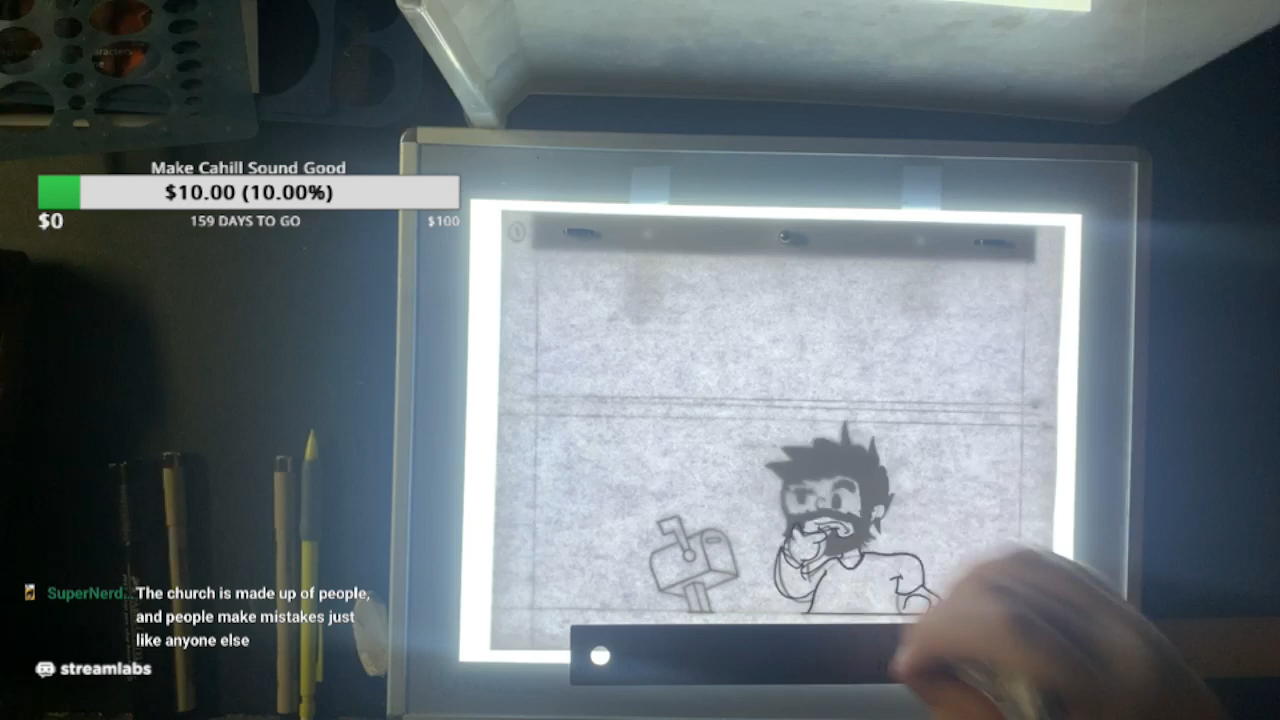 Make Cahill Sound Good
$10.00 (10.00%)
$0 159 DAYS TO GO $100
SuperNerd... The church is made up of people,
and people make mistakes just
like anyone else
streamlabs